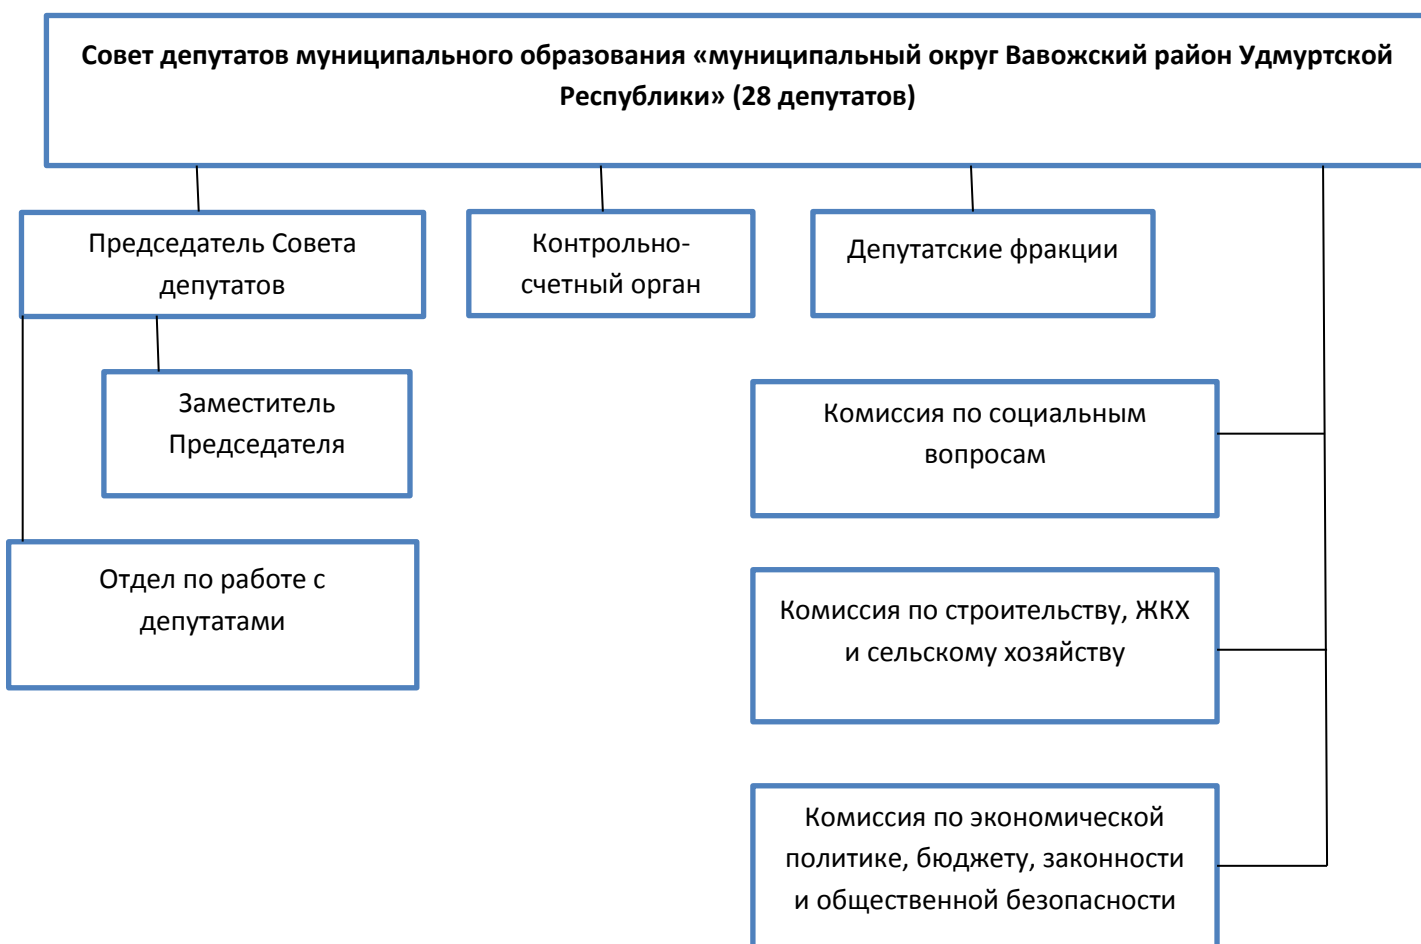 Совет депутатов муниципального образования «муниципальный округ Вавожский район Удмуртской
Республики» (28 депутатов)
Председатель Совета
депутатов
Контрольно-
счетный орган
Депутатские фракции
Заместитель
Председателя
Отдел по работе с
депутатами
Комиссия по социальным
вопросам
Комиссия по строительству, ЖКХ
и сельскому хозяйству
Комиссия по экономической
политике, бюджету, законности
и общественной безопасности